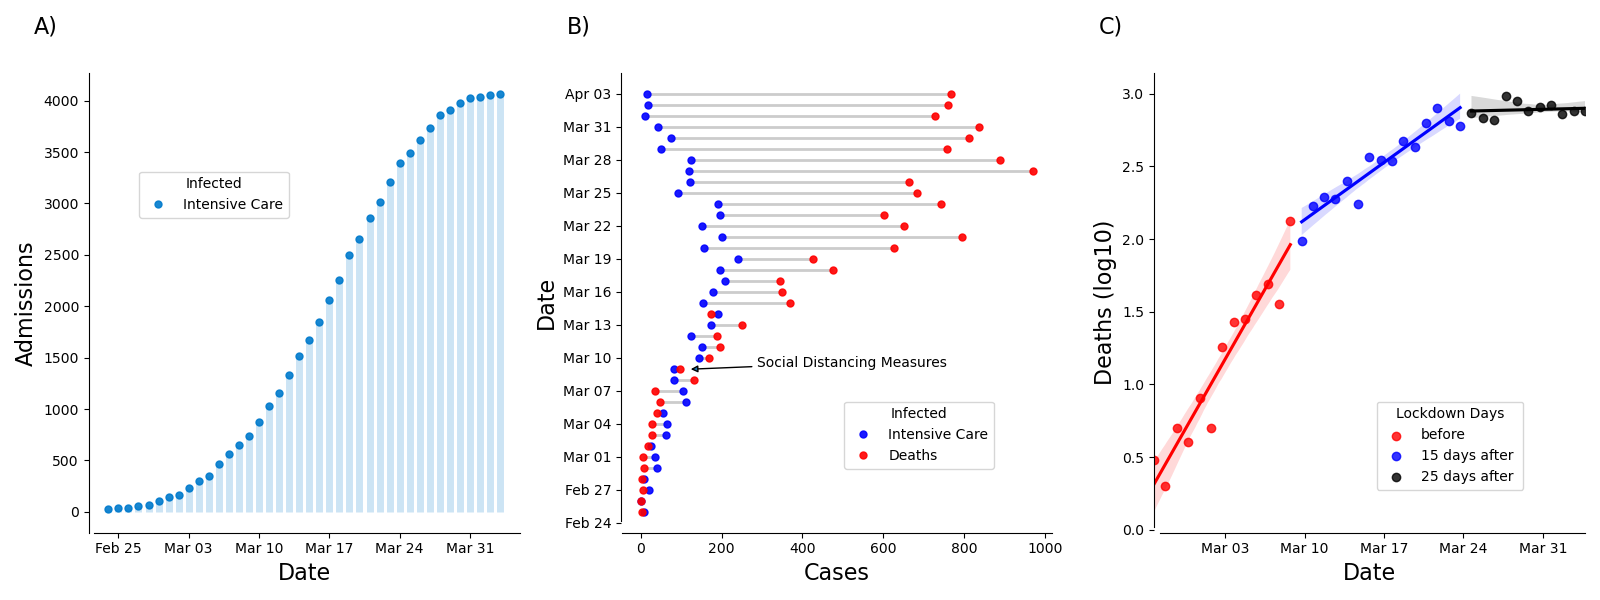 A)
Admissions
4000
3500
3000
2500
2000
1500
1000
500
0
Infected
Intensive Care
Feb 25
Mar 03
Mar 10
Mar 17
Mar 24
Mar 31
Date
B)
Date
Apr 03
Mar 31
Mar 28
Mar 25
Mar 22
Mar 19
Mar 16
Mar 13
Mar 10
Mar 07
Mar 04
Mar 01
Feb 27
Feb 24
Social Distancing Measures
Infected
Intensive Care
Deaths
0
200
400
600
800
1000
Cases
C)
Deaths (log10)
3.0
2.5
2.0
1.5
1.0
0.5
0.0
Lockdown Days
before
15 days after
25 days after
Mar 03
Mar 10
Mar 17
Mar 24
Mar 31
Date